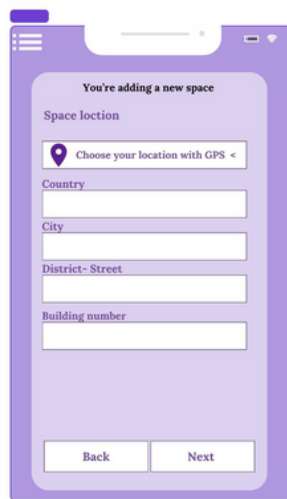 You're adding a new space
Space loction
Choose your location with GPS <
Country
City
District- Street
Building number
Back Next